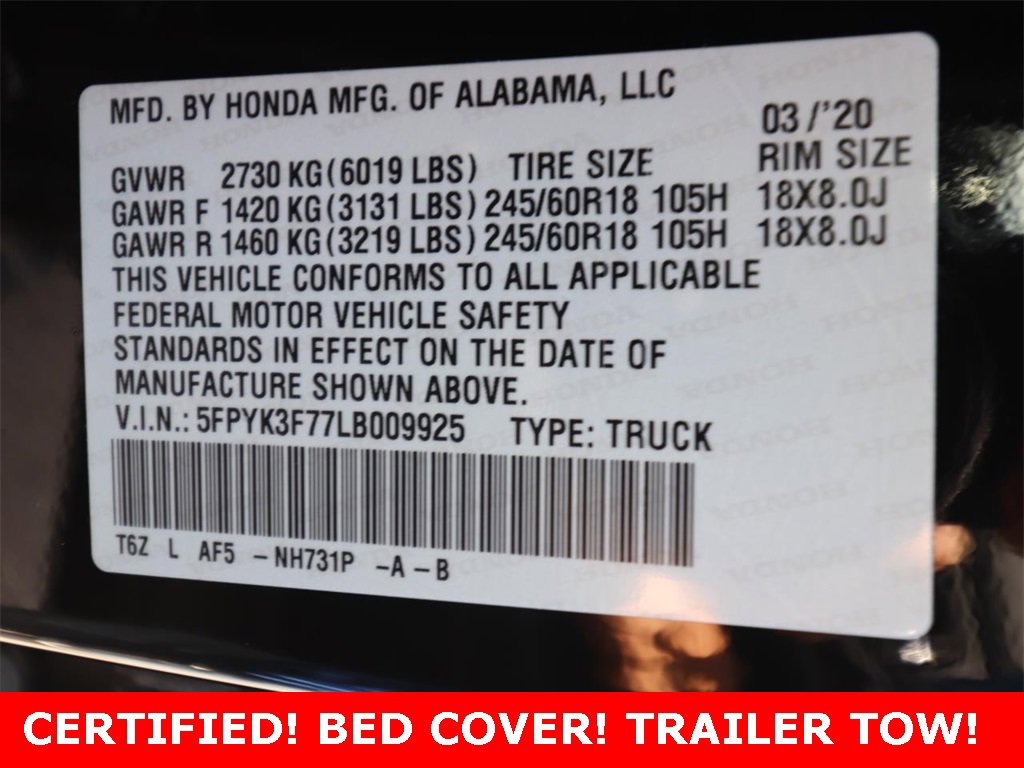 MFD. BY HONDA MFG. OF ALABAMA, LLC
03/'20
GVWR 2730 KG (6019 LBS) TIRE SIZE RIM SIZE
GAWR F 1420 KG (3131 LBS) 245/60R18 105H 18X8.0J
GAWR R 1460 KG (3219 LBS) 245/60R18 105H 18X8.0J
THIS VEHICLE CONFORMS TO ALL APPLICABLE
FEDERAL MOTOR VEHICLE SAFETY
STANDARDS IN EFFECT ON THE DATE OF
MANUFACTURE SHOWN ABOVE.
V.I.N.: 5FPYK3F77LB009925 TYPE: TRUCK
T6Z L AF5 -NH731P -A -B
CERTIFIED! BED COVER! TRAILER TOW!